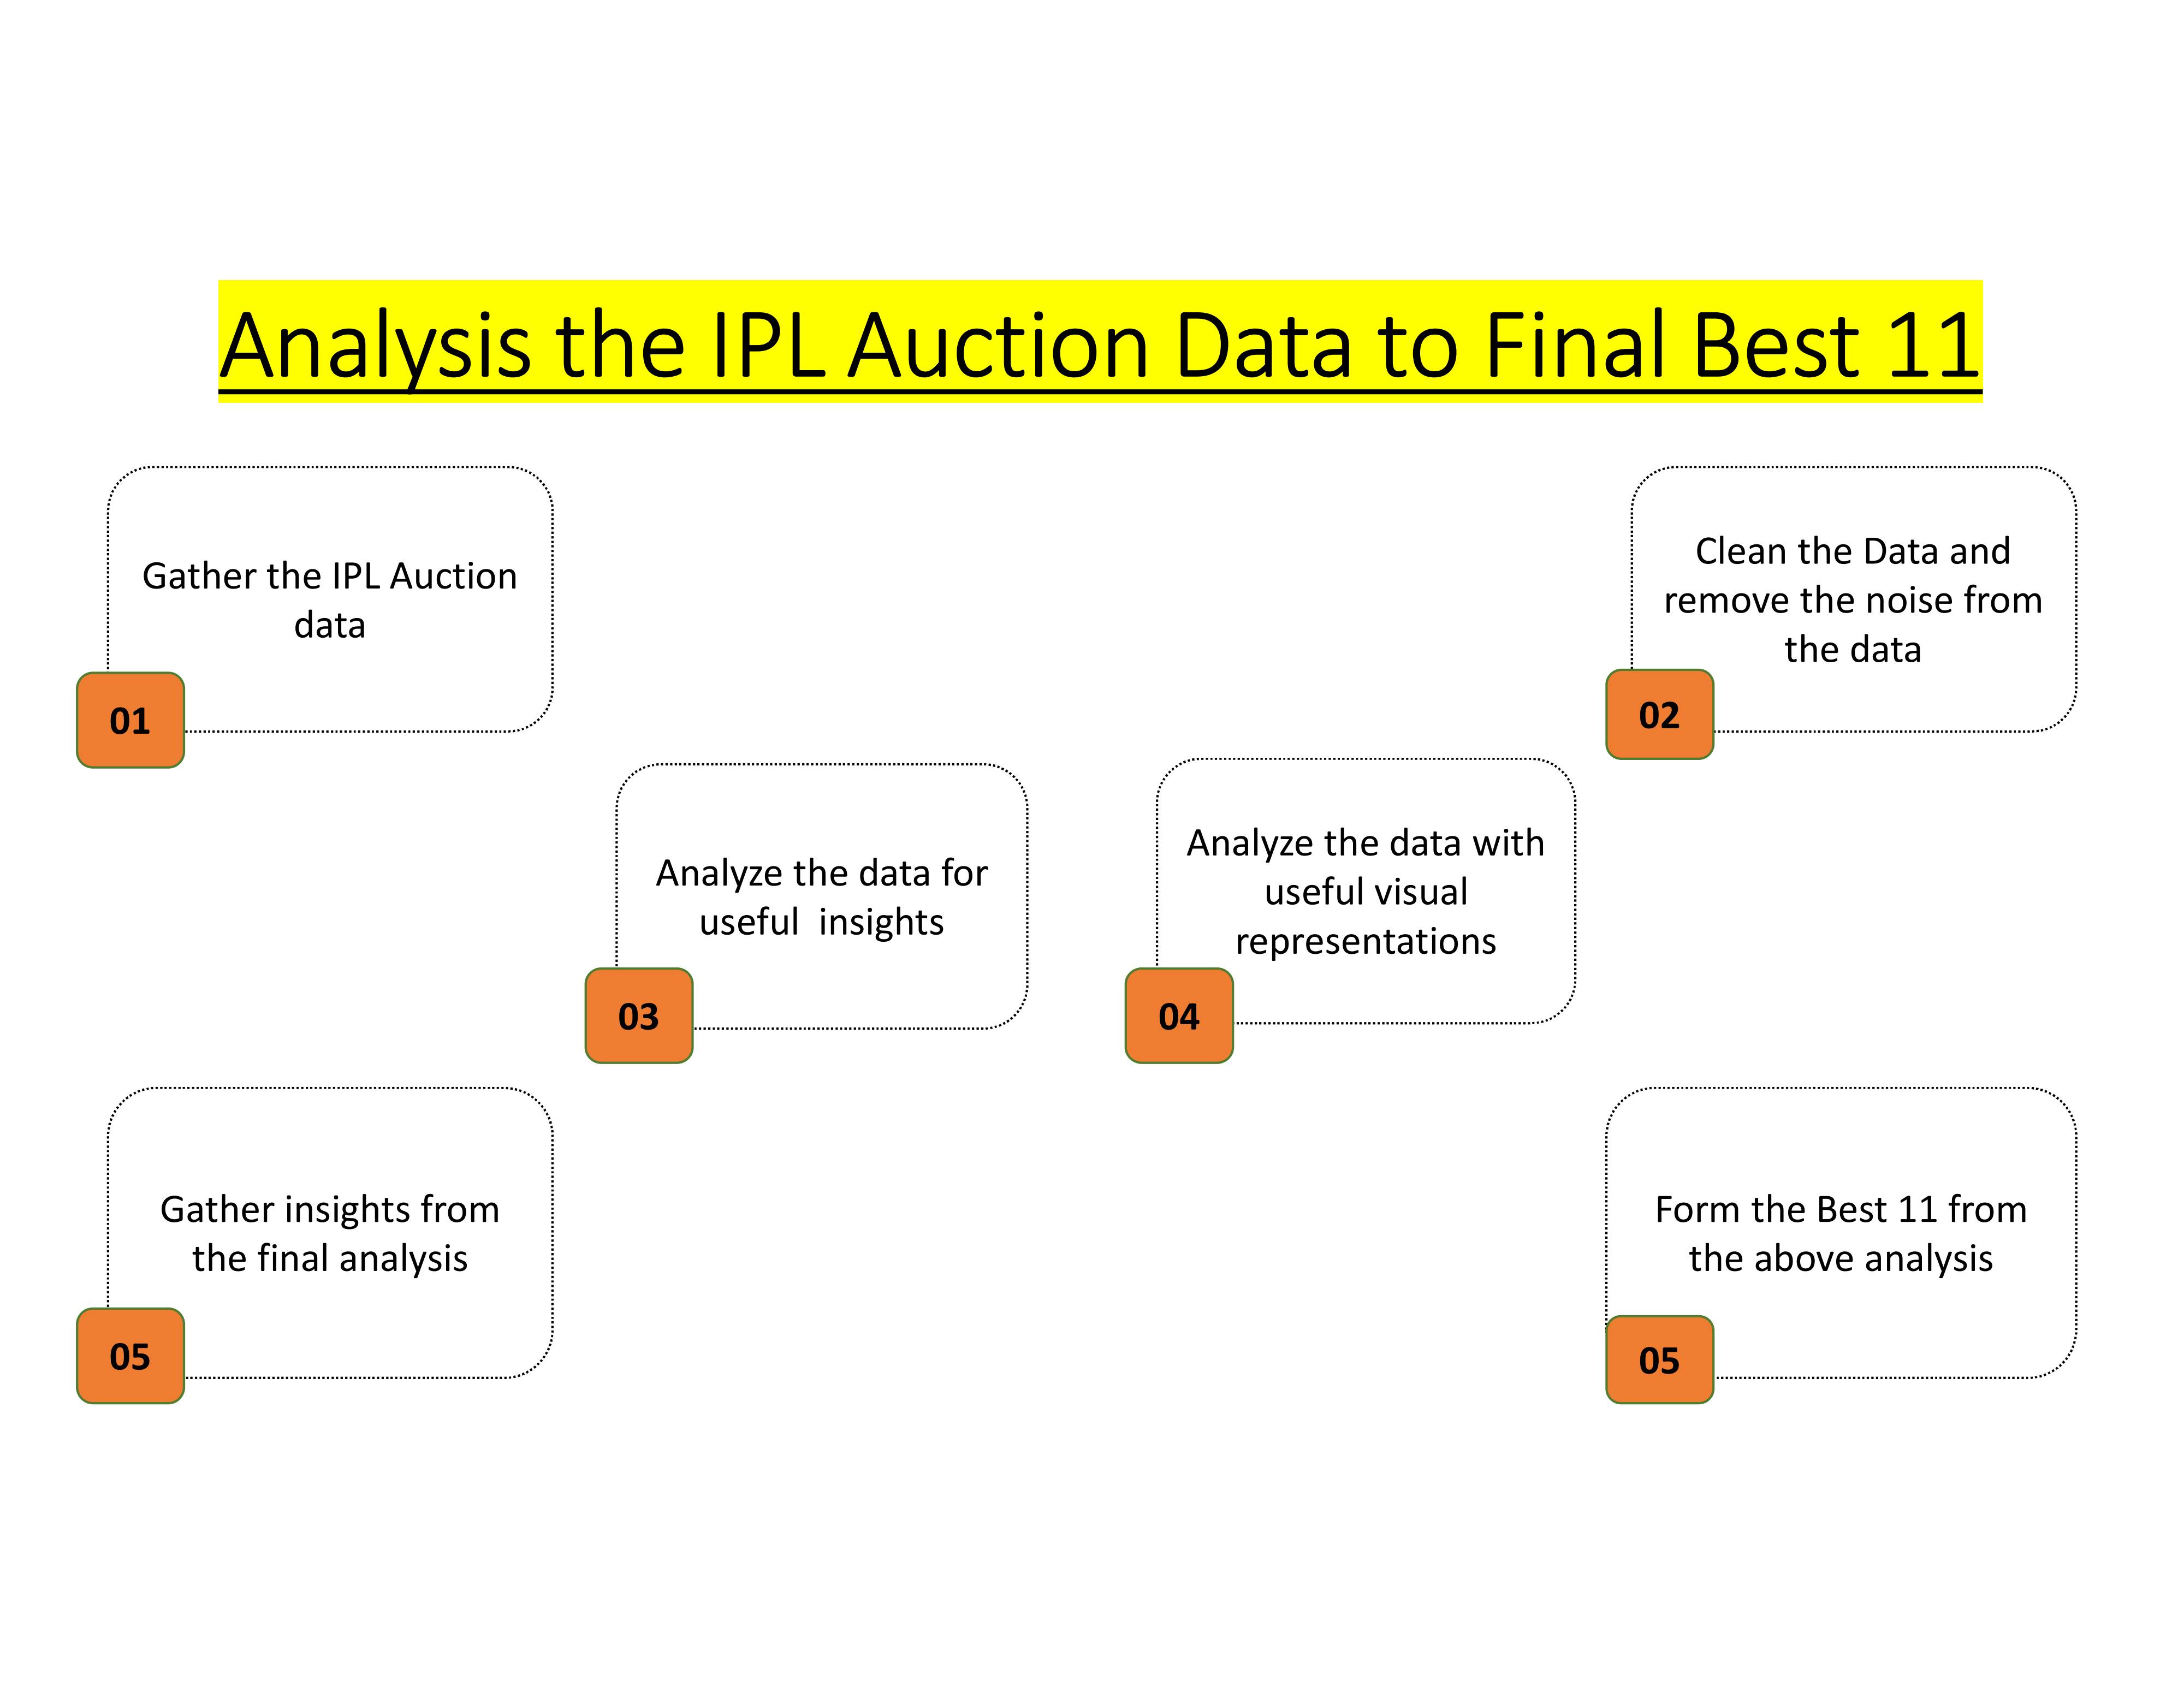 Analysis the IPL Auction Data to Final Best 11
Gather the IPL Auction
data
01
Clean the Data and
remove the noise from
the data
02
Analyze the data for
useful  insights
03
Analyze the data with
useful visual
representations
04
Gather insights from
the final analysis
05
Form the Best 11 from
the above analysis
05